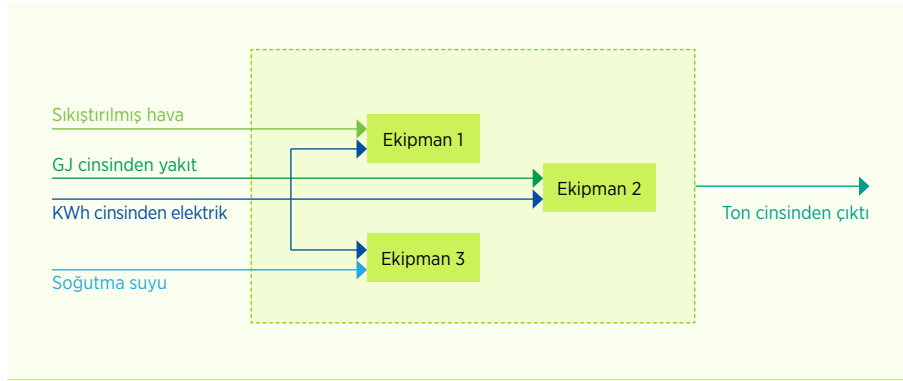 Sıkıştırılmış hava
Ekipman 1
GJ cinsinden yakıt
Ekipman 2
KWh cinsinden elektrik
Ton cinsinden çıktı
Ekipman 3
Soğutma suyu